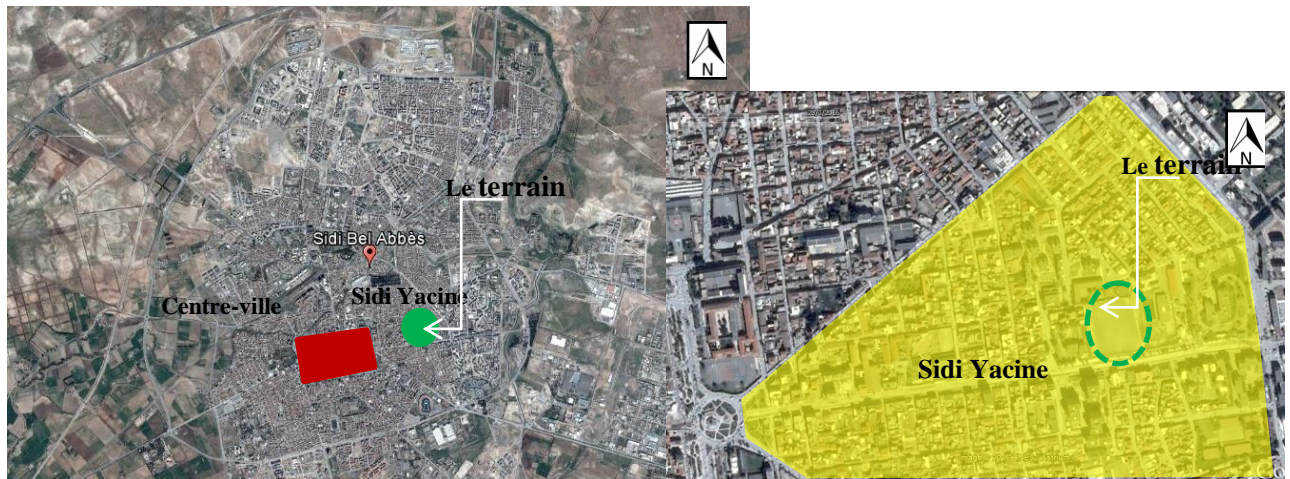 N
Le terrain
Sidi Bel Abbès
Sidi Yacine
Centre-ville
N
Le terrain
Sidi Yacine